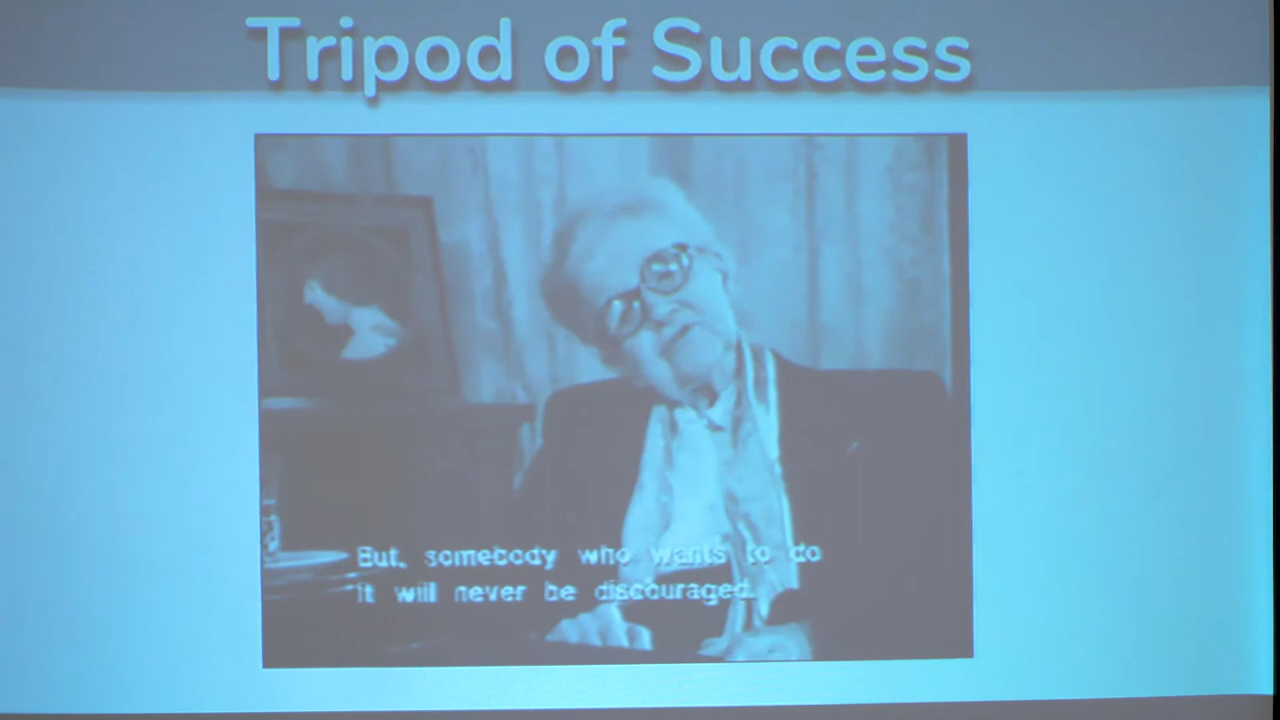 Tripod of Success
But, somebody who wants to do
it will never be discouraged.